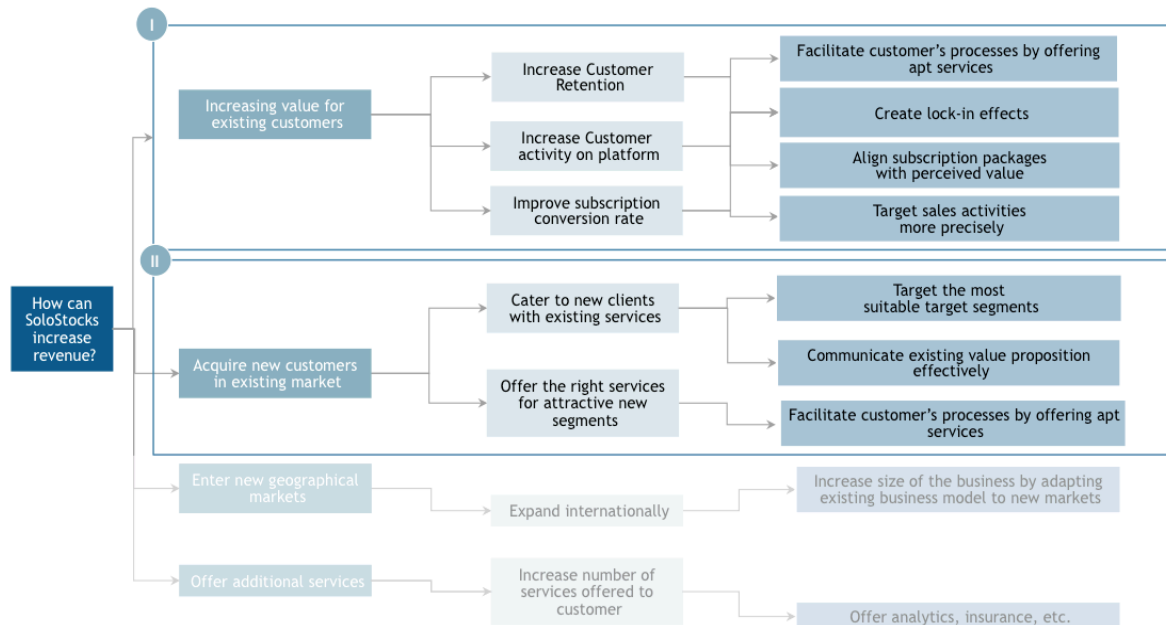 I
Increasing value for
existing customers
Increase Customer
Retention
Increase Customer
activity on platform
Improve subscription
conversion rate
Facilitate customer’s processes by offering
apt services
Create lock-in effects
Align subscription packages
with perceived value
Target sales activities
more precisely
II
How can
SoloStocks
increase
revenue?
Acquire new customers
in existing market
Cater to new clients
with existing services
Offer the right services
for attractive new
segments
Target the most
suitable target segments
Communicate existing value proposition
effectively
Facilitate customer’s processes by offering apt
services
Enter new geographical
markets
Expand internationally
Increase size of the business by adapting
existing business model to new markets
Offer additional services
Increase number of
services offered to
customer
Offer analytics, insurance, etc.